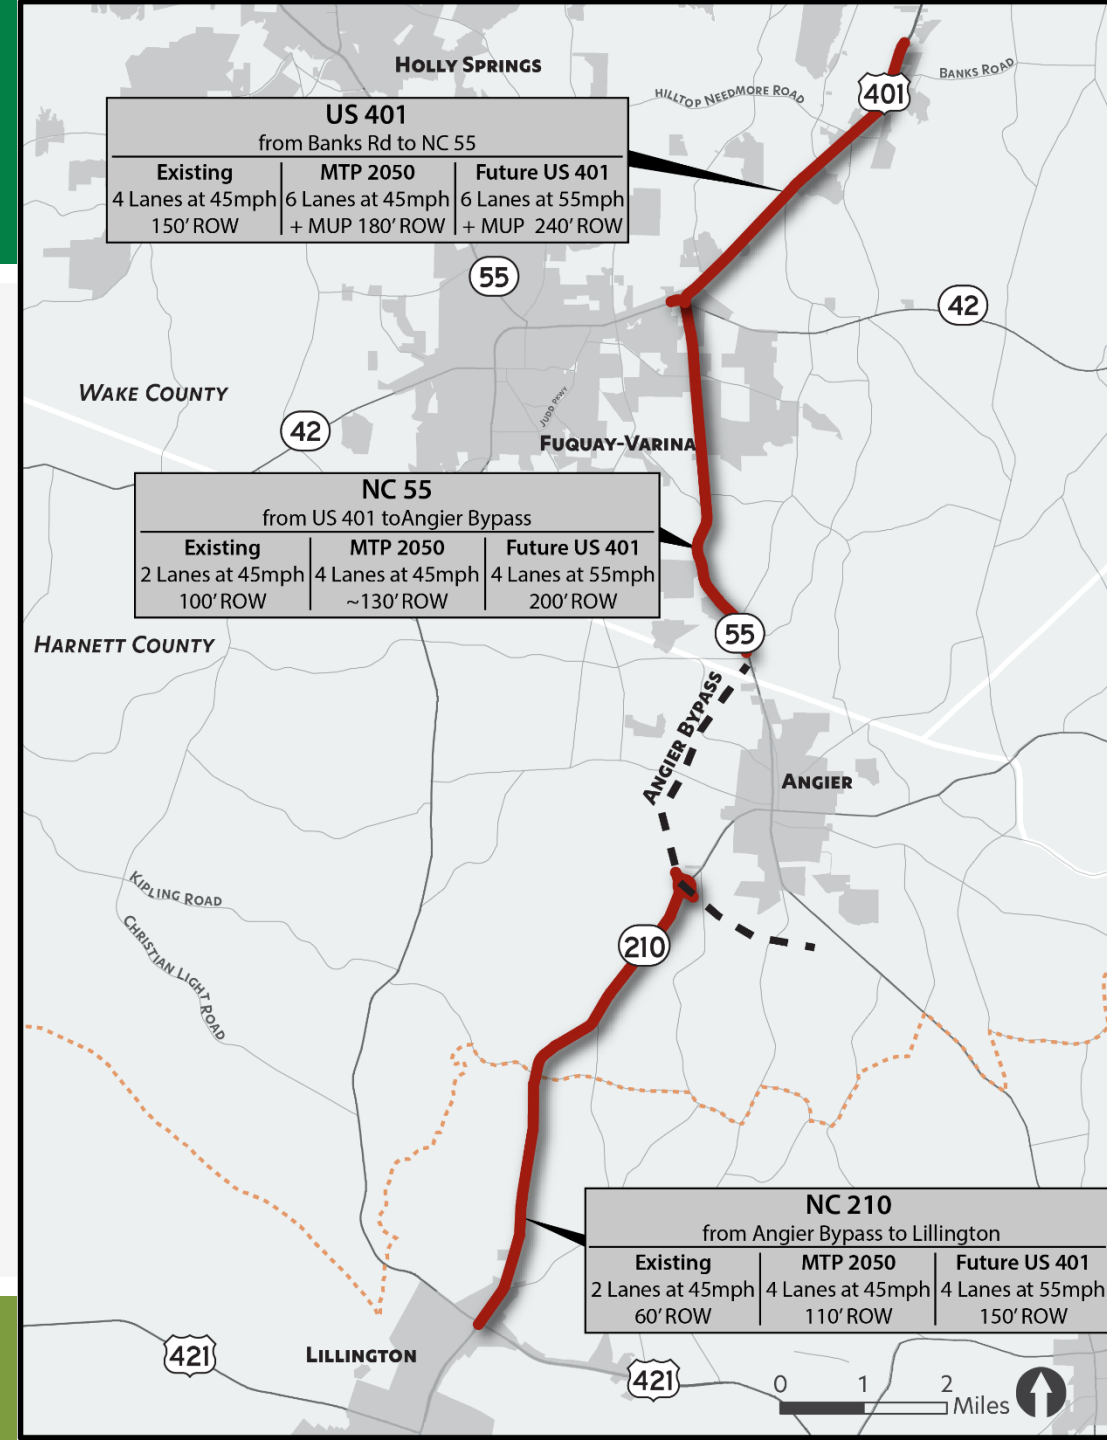 HOLLY SPRINGS
BANKS ROAD
HILLTOP NEEDMORE ROAD
401
US 401
from Banks Rd to NC 55
Existing MTP 2050 Future US 401
4 Lanes at 45mph 6 Lanes at 45mph 6 Lanes at 55mph
150' ROW + MUP 180' ROW + MUP 240' ROW
55
42
WAKE COUNTY
JUDD PKWY
42
FUQUAY-VARINA
NC 55
from US 401 toAngier Bypass
Existing MTP 2050 Future US 401
2 Lanes at 45mph 4 Lanes at 45mph 4 Lanes at 55mph
100' ROW ~130' ROW 200' ROW
HARNETT COUNTY
55
ANGIER BYPASS
ANGIER
KIPLING ROAD
CHRISTIAN LIGHT ROAD
210
NC 210
from Angier Bypass to Lillington
Existing MTP 2050 Future US 401
2 Lanes at 45mph 4 Lanes at 45mph 4 Lanes at 55mph
60' ROW 110' ROW 150' ROW
421
LILLINGTON
421
0 1 2
Miles